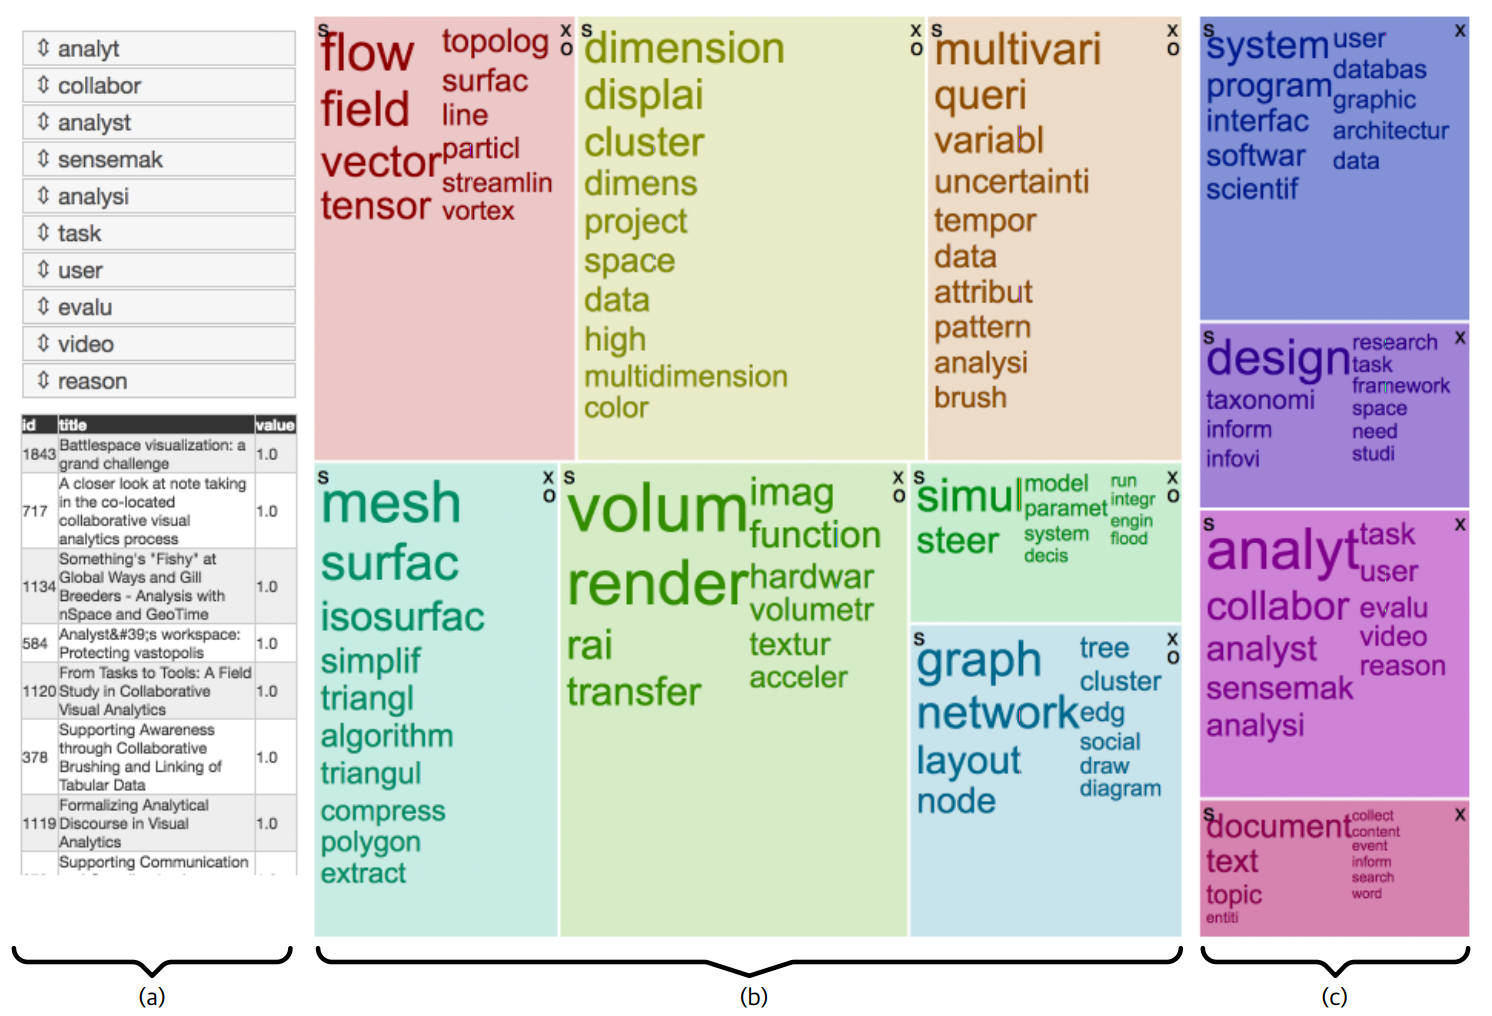 analyt
collabor
analyst
sensemak
analysi
task
user
evalu
video
reason
id title value
1843 Battlespace visualization: a grand challenge 1.0
717 A closer look at note taking in the co-located collaborative visual analytics process 1.0
1134 Something's "Fishy" at Global Ways and Gill Breeders - Analysis with nSpace and GeoTime 1.0
584 Analyst&#39;s workspace: Protecting vastopolis 1.0
1120 From Tasks to Tools: A Field Study in Collaborative Visual Analytics 1.0
378 Supporting Awareness through Collaborative Brushing and Linking of Tabular Data 1.0
1119 Formalizing Analytical Discourse in Visual Analytics 1.0
Supporting Communication
(a)
S X O
flow
field
vector
tensor
topolog
surfac
line
particl
streamlin
vortex
S X O
dimension
displai
cluster
dimens
project
space
data
high
multidimension
color
S X O
multivari
queri
variabl
uncertainti
tempor
data
attribut
pattern
analysi
brush
S X O
mesh
surfac
isosurfac
simplif
triangl
algorithm
triangul
compress
polygon
extract
S X O
volum
render
rai
transfer
imag
function
hardwar
volumetr
textur
acceler
S X O
simul
steer
model
paramet
system
decis
run
integr
engin
flood
S X O
graph
network
layout
node
tree
cluster
edg
social
draw
diagram
(b)
S X
system
program
interfac
softwar
scientif
user
databas
graphic
architectur
data
S X
design
taxonomi
inform
infovi
research
task
framework
space
need
studi
S X
analyt
collabor
analyst
sensemak
analysi
task
user
evalu
video
reason
S X
document
text
topic
entiti
collect
content
event
inform
search
word
(c)